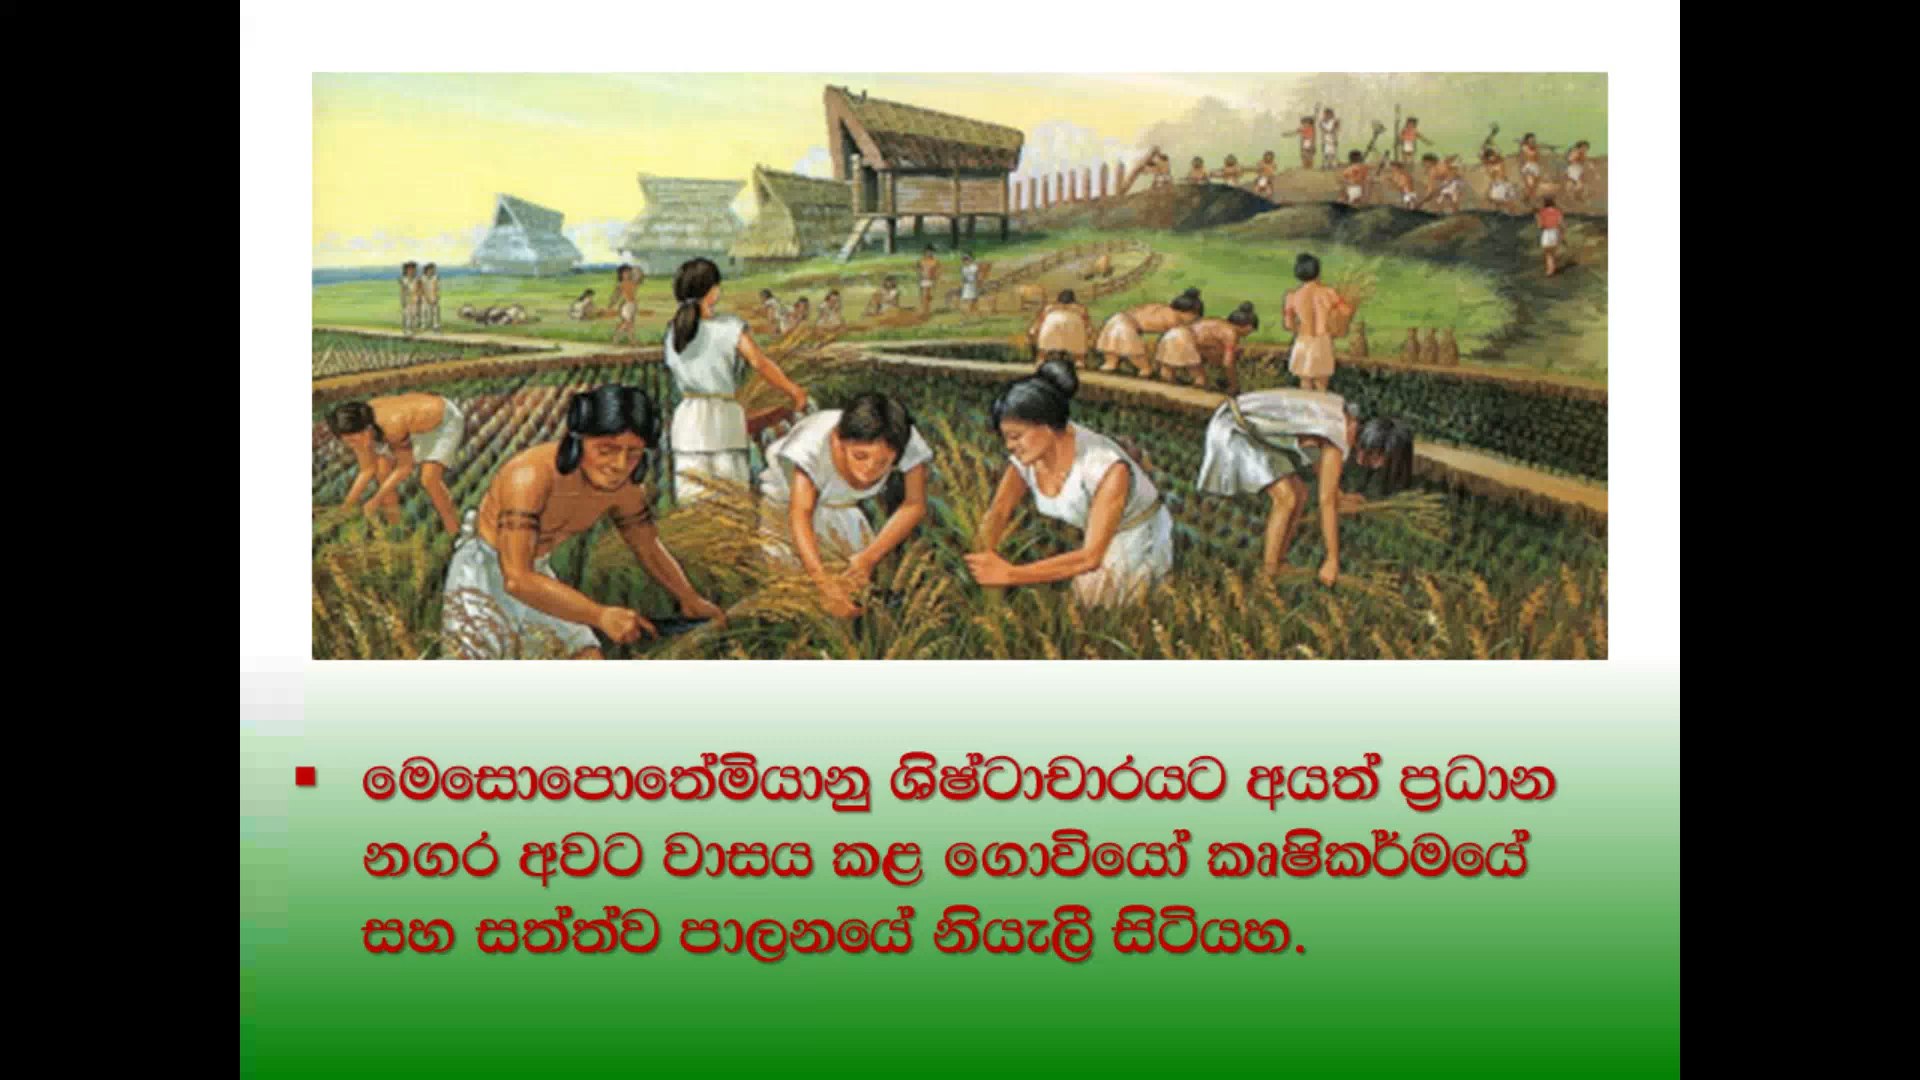 ▪ මෙසොපොතේමියානු ශිෂ්ටාචාරයට අයත් ප්‍රධාන
නගර අවට වාසය කළ ගොවියෝ කෘෂිකර්මයේ
සහ සත්ත්ව පාලනයේ නියැලී සිටියහ.